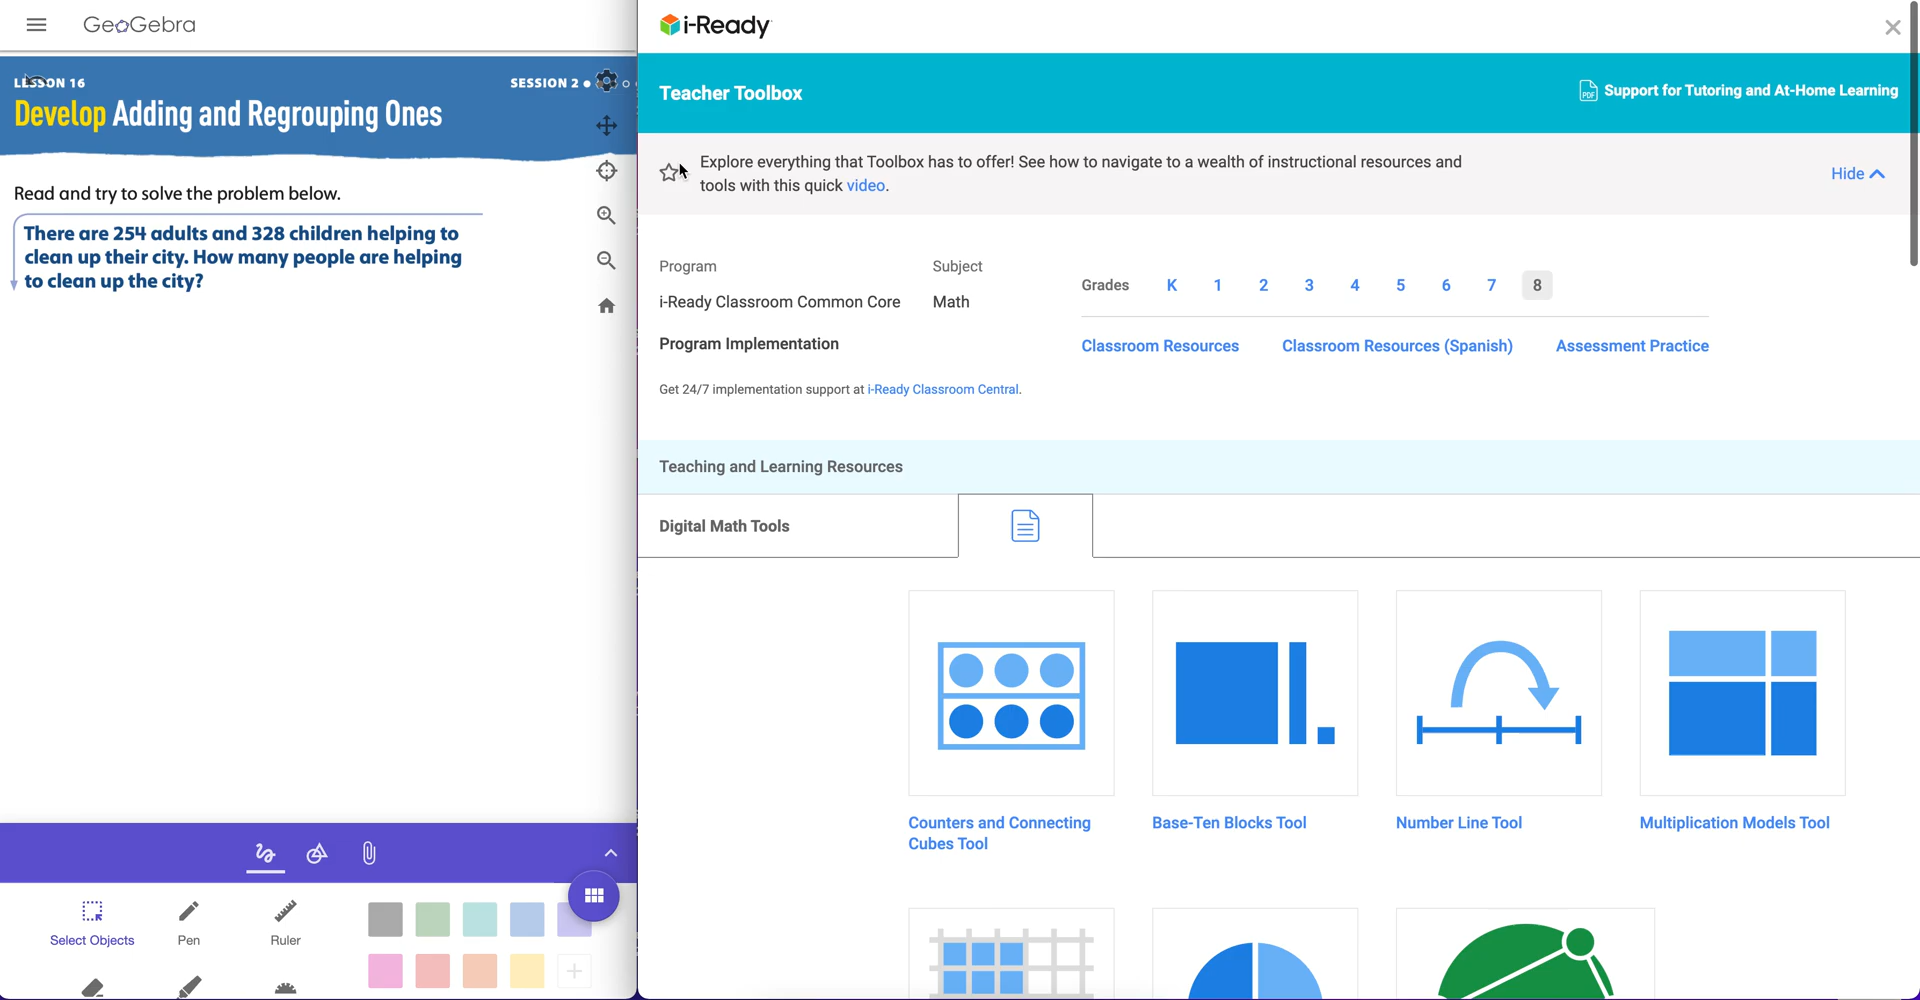 GeoGebra
LESSON 16
SESSION 2
Develop Adding and Regrouping Ones
Read and try to solve the problem below.
There are 254 adults and 328 children helping to
clean up their city. How many people are helping
to clean up the city?
Select Objects
Pen
Ruler
i-Ready
Teacher Toolbox
PDF
Support for Tutoring and At-Home Learning
Explore everything that Toolbox has to offer! See how to navigate to a wealth of instructional resources and
tools with this quick video.
Hide
Program
Subject
i-Ready Classroom Common Core
Math
Grades K 1 2 3 4 5 6 7 8
Program Implementation
Classroom Resources
Classroom Resources (Spanish)
Assessment Practice
Get 24/7 implementation support at i-Ready Classroom Central.
Teaching and Learning Resources
Digital Math Tools
Counters and Connecting
Cubes Tool
Base-Ten Blocks Tool
Number Line Tool
Multiplication Models Tool